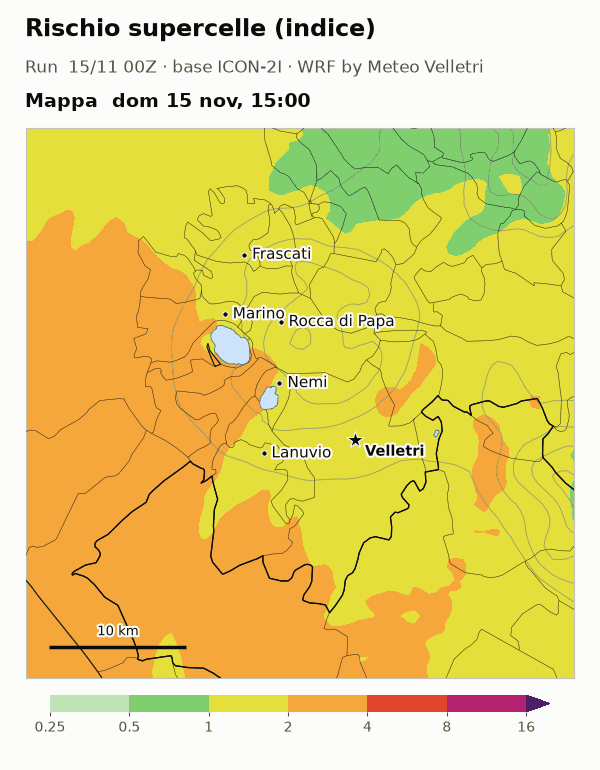 Rischio supercelle (indice)
Run 15/11 00Z · base ICON-2I · WRF by Meteo Velletri
Mappa dom 15 nov, 15:00
Frascati
Marino
Rocca di Papa
Nemi
Velletri
Lanuvio
10 km
0.25 0.5 1 2 4 8 16